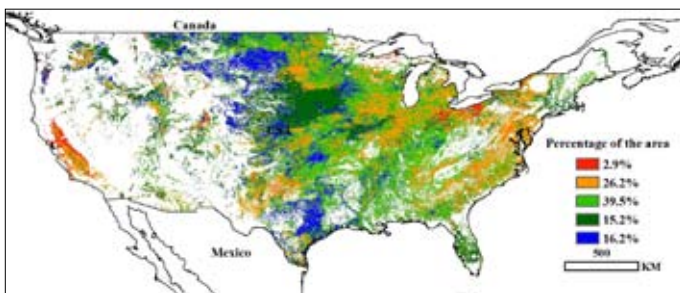 Canada
Percentage of the area
2.9%
26.2%
39.5%
15.2%
16.2%
Mexico
500
KM